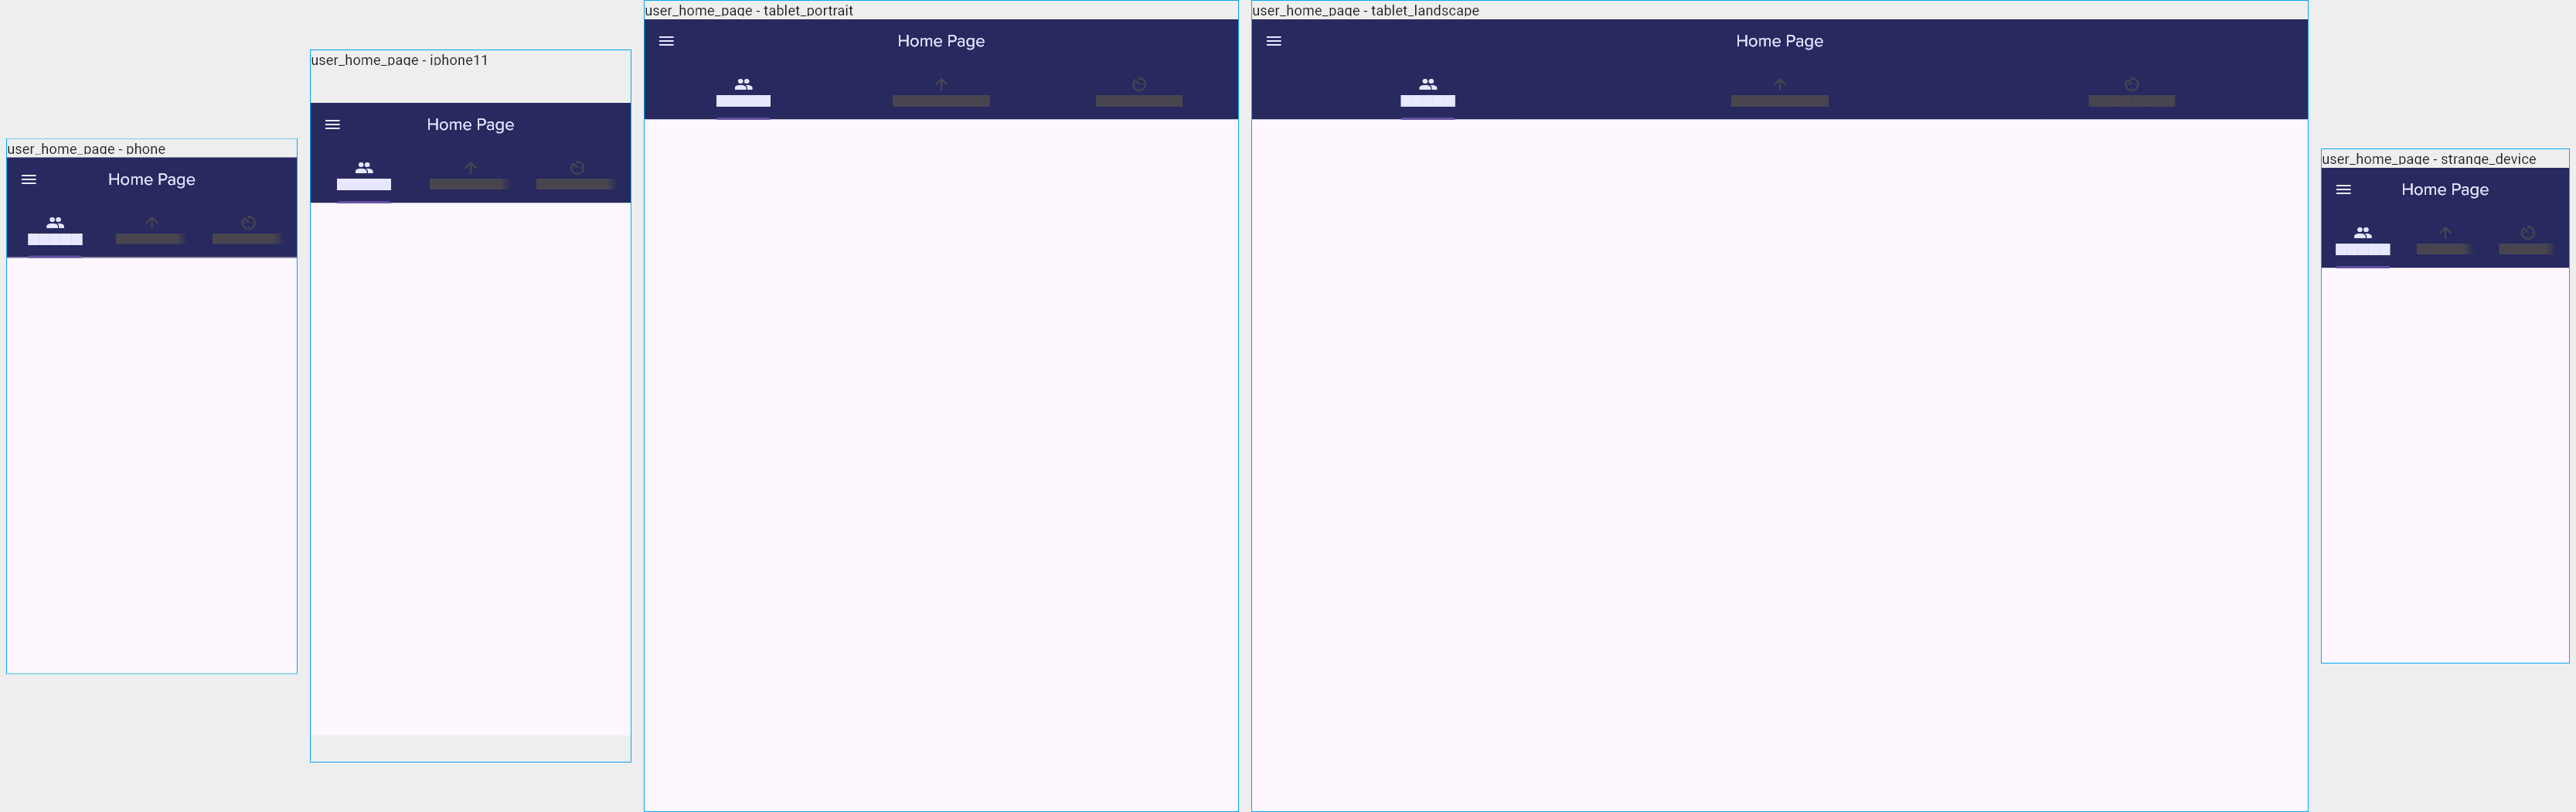 user_home_page - phone
Home Page
user_home_page - iphone11
Home Page
user_home_page - tablet_portrait
Home Page
user_home_page - tablet_landscape
Home Page
user_home_page - strange_device
Home Page